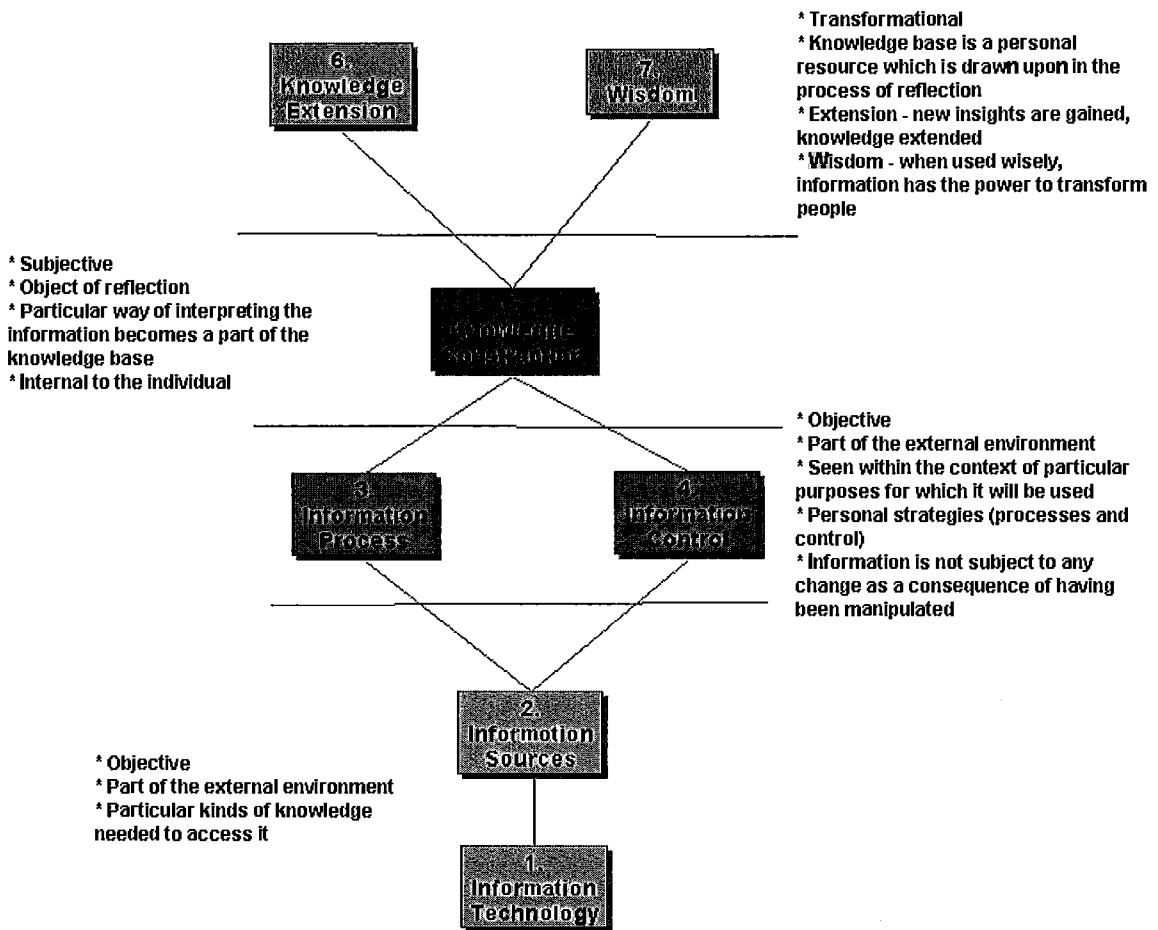 6.
Knowledge
Extension
7.
Wisdom
* Transformational
* Knowledge base is a personal
resource which is drawn upon in the
process of reflection
* Extension - new insights are gained,
knowledge extended
* Wisdom - when used wisely,
information has the power to transform
people
* Subjective
* Object of reflection
* Particular way of interpreting the
information becomes a part of the
knowledge base
* Internal to the individual
Knowledge
3.
Information
Process
4.
Information
Control
* Objective
* Part of the external environment
* Seen within the context of particular
purposes for which it will be used
* Personal strategies (processes and
control)
* Information is not subject to any
change as a consequence of having
been manipulated
2.
Information
Sources
* Objective
* Part of the external environment
* Particular kinds of knowledge
needed to access it
1.
Information
Technology